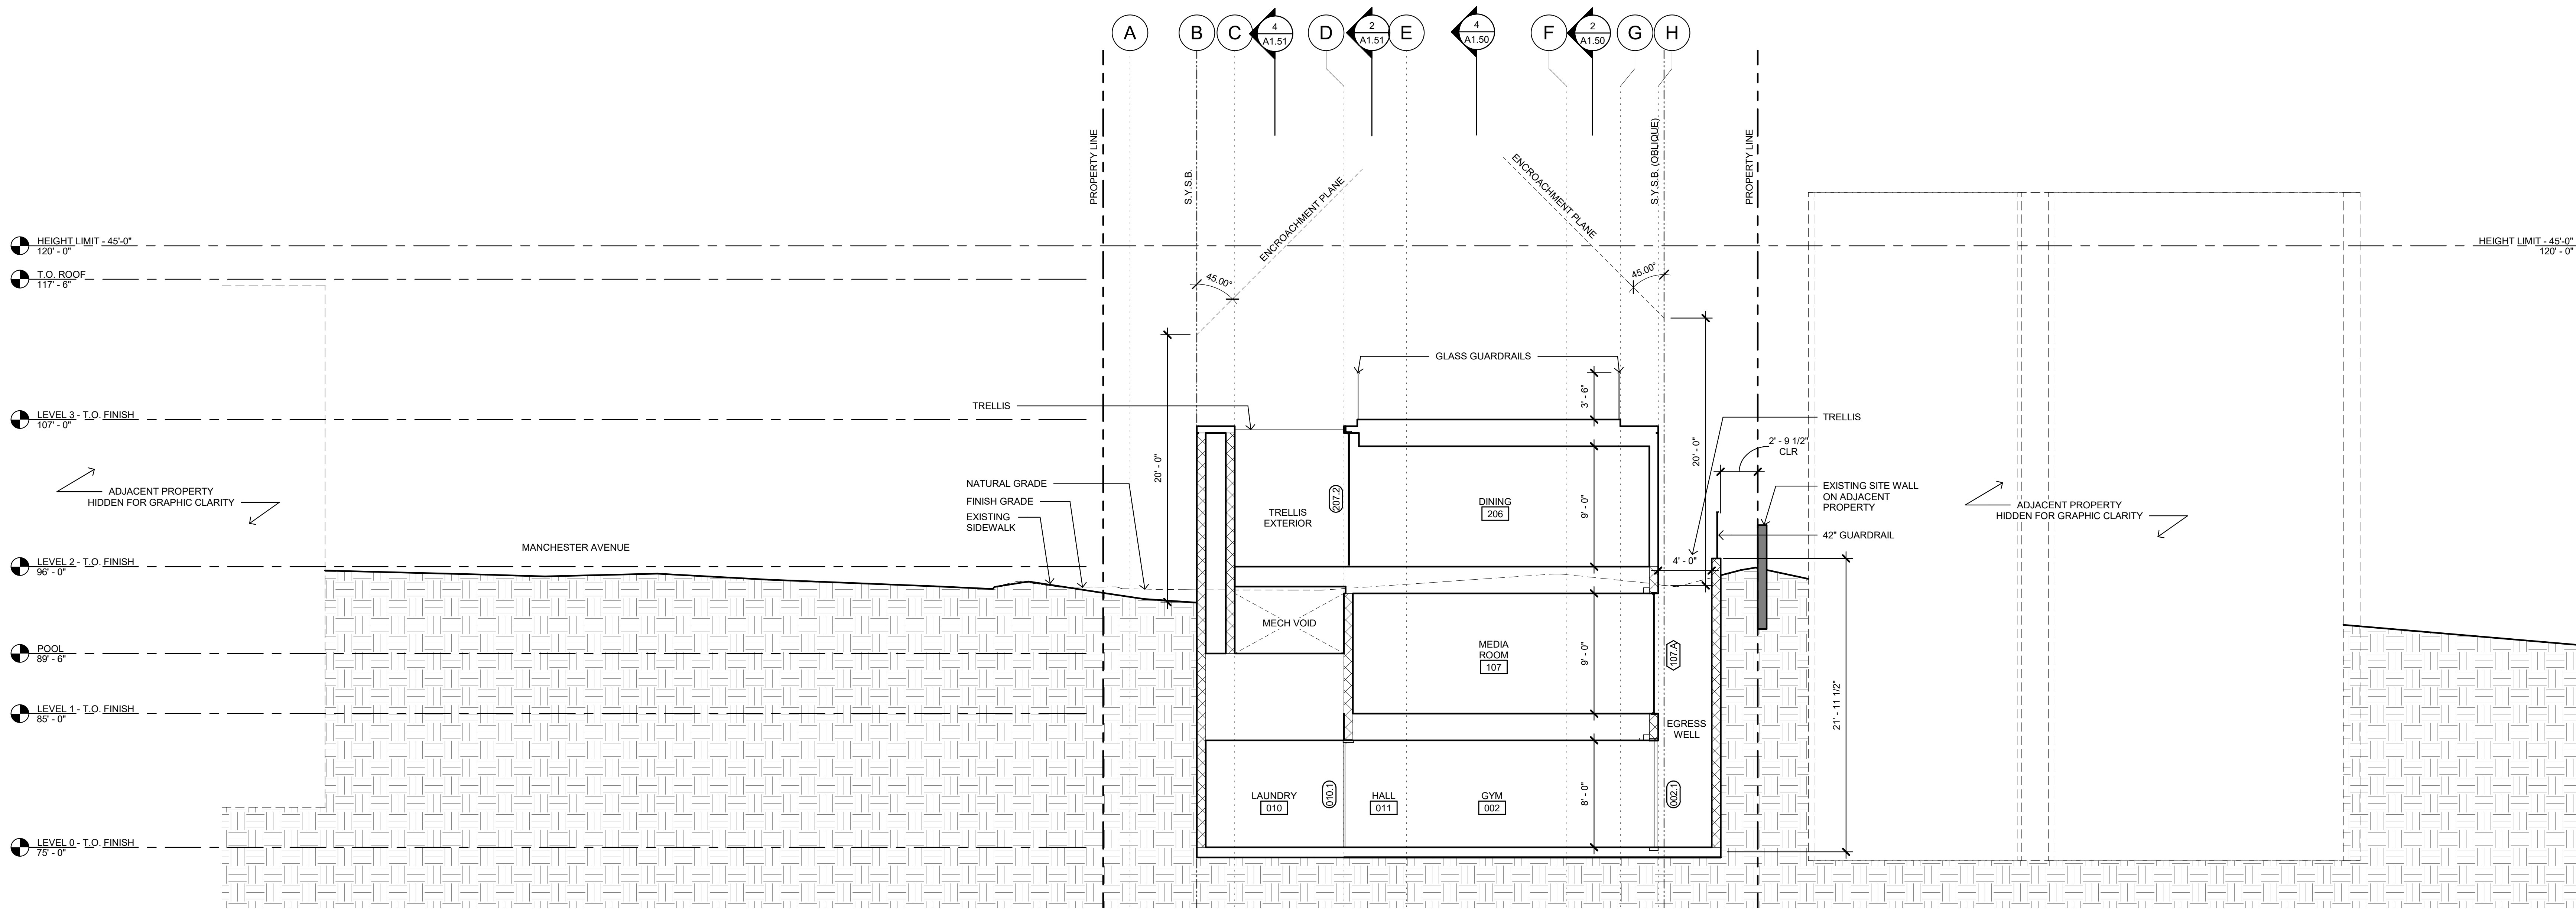 A
B
C
4
A1.51
D
2
A1.51
E
4
A1.50
F
2
A1.50
G
H
PROPERTY LINE
S.Y.S.B.
ENCROACHMENT PLANE
ENCROACHMENT PLANE
S.Y.S.B. (OBLIQUE)
PROPERTY LINE
HEIGHT LIMIT - 45'-0"
120' - 0"
HEIGHT LIMIT - 45'-0"
120' - 0"
T.O. ROOF
117' - 6"
45.00°
45.00°
GLASS GUARDRAILS
3' - 6"
TRELLIS
LEVEL 3 - T.O. FINISH
107' - 0"
TRELLIS
2' - 9 1/2"
CLR
20' - 0"
20' - 0"
ADJACENT PROPERTY
HIDDEN FOR GRAPHIC CLARITY
NATURAL GRADE
FINISH GRADE
EXISTING
SIDEWALK
TRELLIS
EXTERIOR
207.2
DINING
206
9' - 0"
EXISTING SITE WALL
ON ADJACENT
PROPERTY
42" GUARDRAIL
ADJACENT PROPERTY
HIDDEN FOR GRAPHIC CLARITY
MANCHESTER AVENUE
LEVEL 2 - T.O. FINISH
96' - 0"
4' - 0"
MECH VOID
MEDIA
ROOM
107
9' - 0"
107.A
POOL
89' - 6"
LEVEL 1 - T.O. FINISH
85' - 0"
EGRESS
WELL
21' - 11 1/2"
LAUNDRY
010
010.1
HALL
011
GYM
002
8' - 0"
002.1
LEVEL 0 - T.O. FINISH
75' - 0"